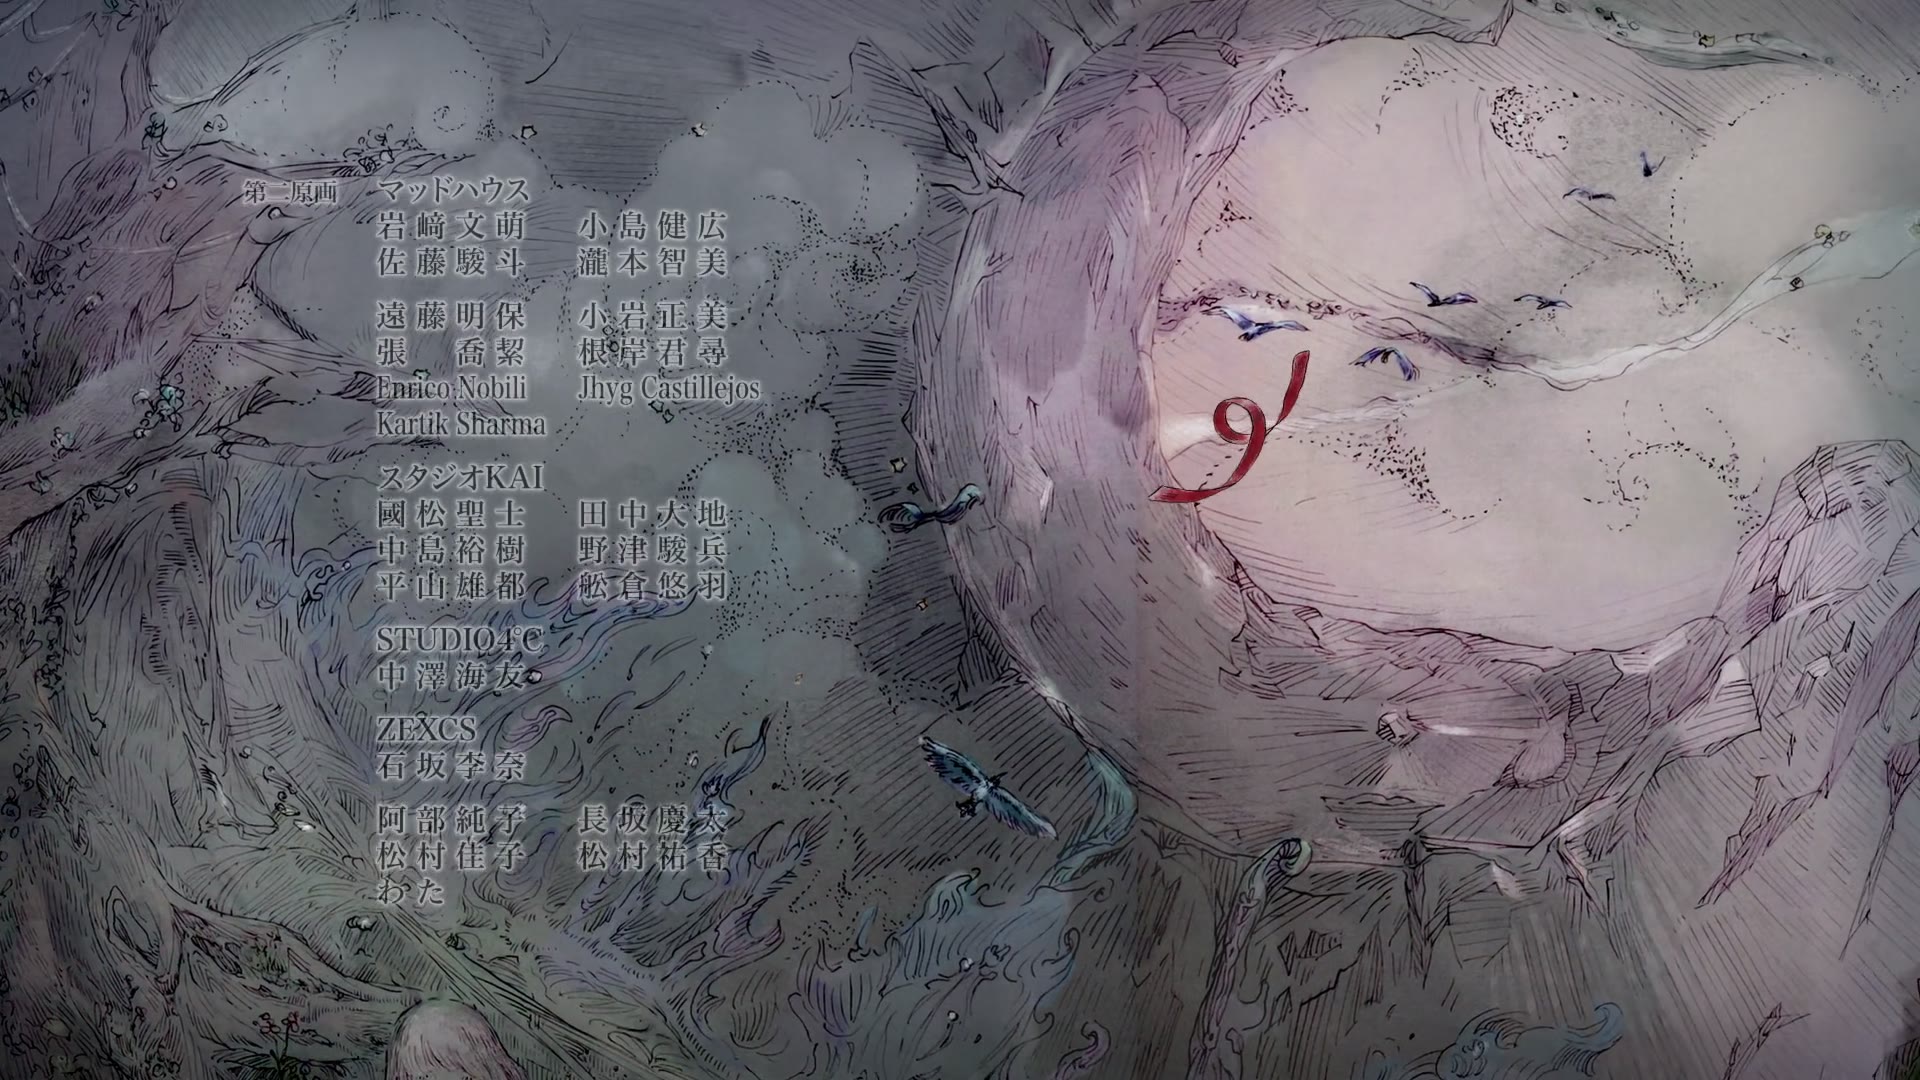 第二原画 マッドハウス
岩﨑文萌 小島健広
佐藤駿斗 瀧本智美
遠藤明保 小岩正美
張喬絜 根岸君尋
Enrico Nobili Jhyg Castillejos
Kartik Sharma
スタジオKAI
國松聖士 田中大地
中島裕樹 野津駿兵
平山雄都 舩倉悠羽
STUDIO4℃
中澤海友
ZEXCS
石坂李奈
阿部純子 長坂慶太
松村佳子 松村祐香
わた